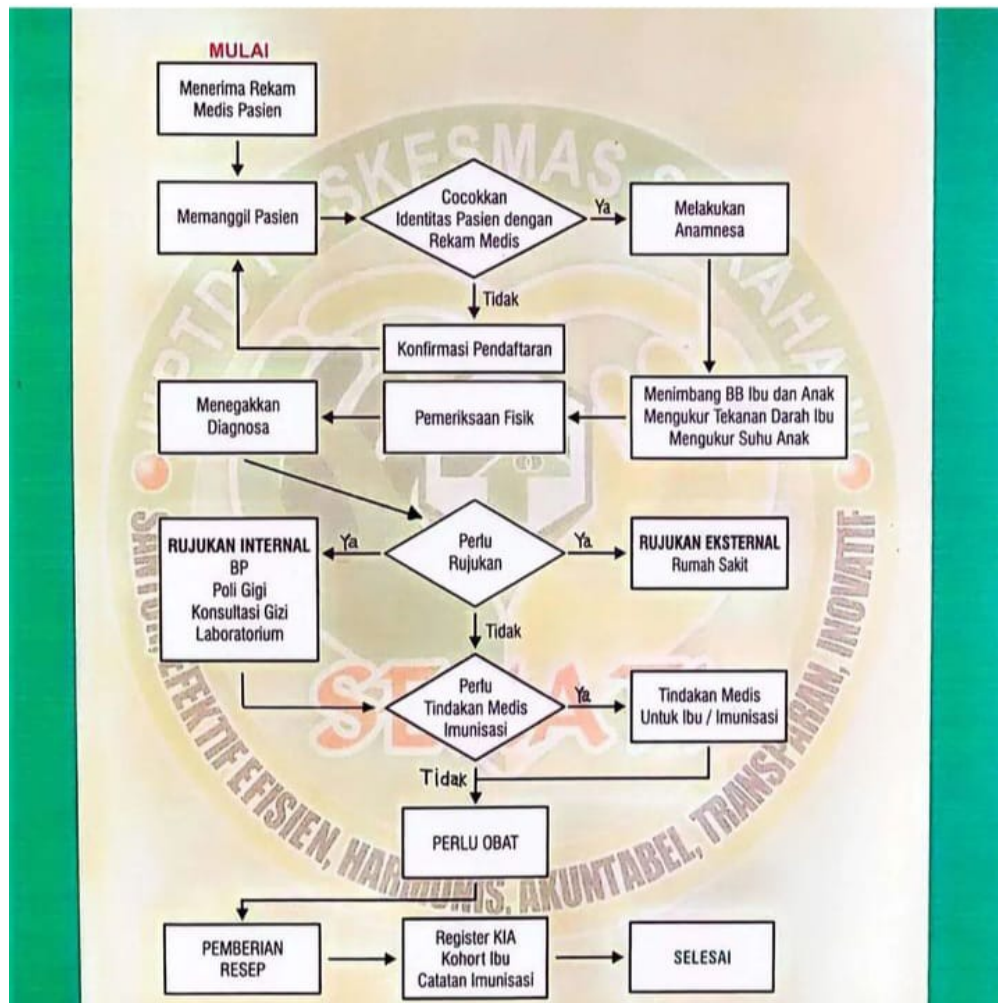 MULAI
Menerima Rekam
Medis Pasien
Memanggil Pasien
Cocokkan
Identitas Pasien dengan
Rekam Medis
Ya
Melakukan
Anamnesa
Tidak
Konfirmasi Pendaftaran
Menimbang BB Ibu dan Anak
Mengukur Tekanan Darah Ibu
Mengukur Suhu Anak
Pemeriksaan Fisik
Menegakkan
Diagnosa
Perlu
Rujukan
Ya
RUJUKAN INTERNAL
BP
Poli Gigi
Konsultasi Gizi
Laboratorium
Ya
RUJUKAN EKSTERNAL
Rumah Sakit
Tidak
Perlu
Tindakan Medis
Imunisasi
Ya
Tindakan Medis
Untuk Ibu / Imunisasi
Tidak
PERLU OBAT
PEMBERIAN
RESEP
Register KIA
Kohort Ibu
Catatan Imunisasi
SELESAI
EFEKTIF EFISIEN, HARMONIS, AKUNTABEL, TRANSPARAN, INOVATIF